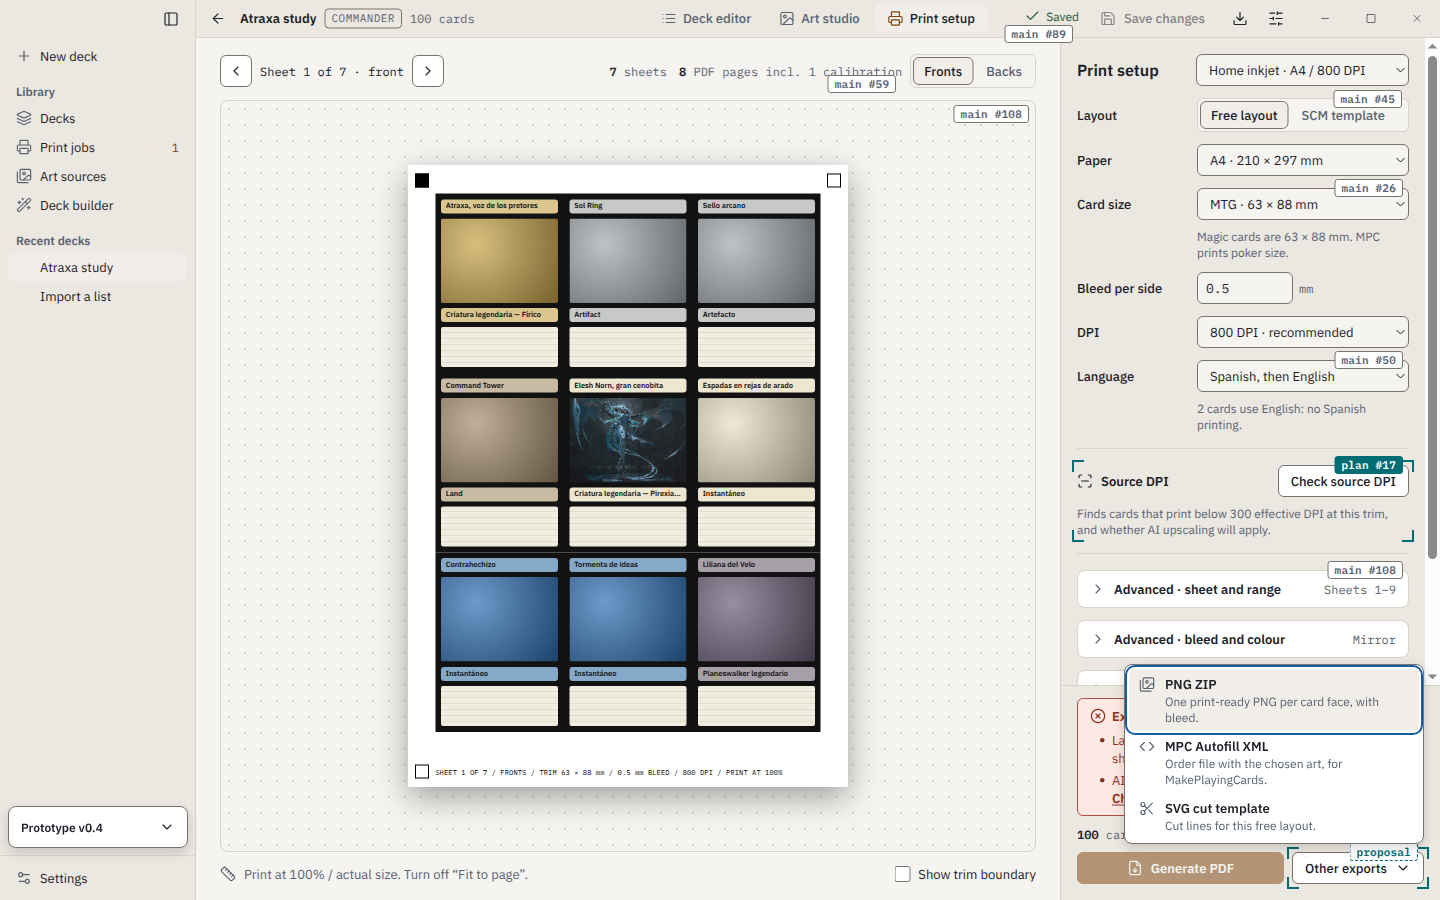 Atraxa study COMMANDER 100 cards
Deck editor
Art studio
Print setup
Saved
Save changes
main #89
New deck
Library
Decks
Print jobs 1
Art sources
Deck builder
Recent decks
Atraxa study
Import a list
Prototype v0.4
Settings
Sheet 1 of 7 · front
7 sheets 8 PDF pages incl. 1 calibration
main #59
Fronts
Backs
main #108
Atraxa, voz de los pretores
Sol Ring
Sello arcano
Criatura legendaria — Fírico
Artifact
Artefacto
Command Tower
Elesh Norn, gran cenobita
Espadas en rejas de arado
Land
Criatura legendaria — Pirexia...
Instantáneo
Contrahechizo
Tormenta de ideas
Liliana del Velo
Instantáneo
Instantáneo
Planeswalker legendario
SHEET 1 OF 7 / FRONTS / TRIM 63 × 88 mm / 0.5 mm BLEED / 800 DPI / PRINT AT 100%
Print at 100% / actual size. Turn off “Fit to page”.
Show trim boundary
Print setup
Home inkjet · A4 / 800 DPI
main #45
Layout
Free layout
SCM template
Paper
A4 · 210 × 297 mm
main #26
Card size
MTG · 63 × 88 mm
Magic cards are 63 × 88 mm. MPC
prints poker size.
Bleed per side
0.5 mm
DPI
800 DPI · recommended
main #50
Language
Spanish, then English
2 cards use English: no Spanish
printing.
plan #17
Source DPI
Check source DPI
Finds cards that print below 300 effective DPI at this trim,
and whether AI upscaling will apply.
main #108
Advanced · sheet and range Sheets 1–9
Advanced · bleed and colour Mirror
PNG ZIP
One print-ready PNG per card face, with
bleed.
MPC Autofill XML
Order file with the chosen art, for
MakePlayingCards.
SVG cut template
Cut lines for this free layout.
Ex
La
sh
AI
Ch
100 car
proposal
Generate PDF
Other exports